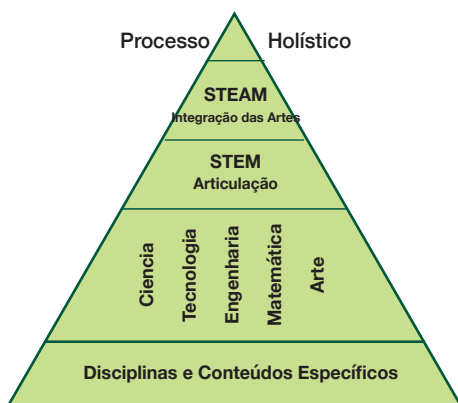 Processo Holístico
STEAM
Integração das Artes
STEM
Articulação
Ciencia
Tecnologia
Engenharia
Matemática
Arte
Disciplinas e Conteúdos Específicos